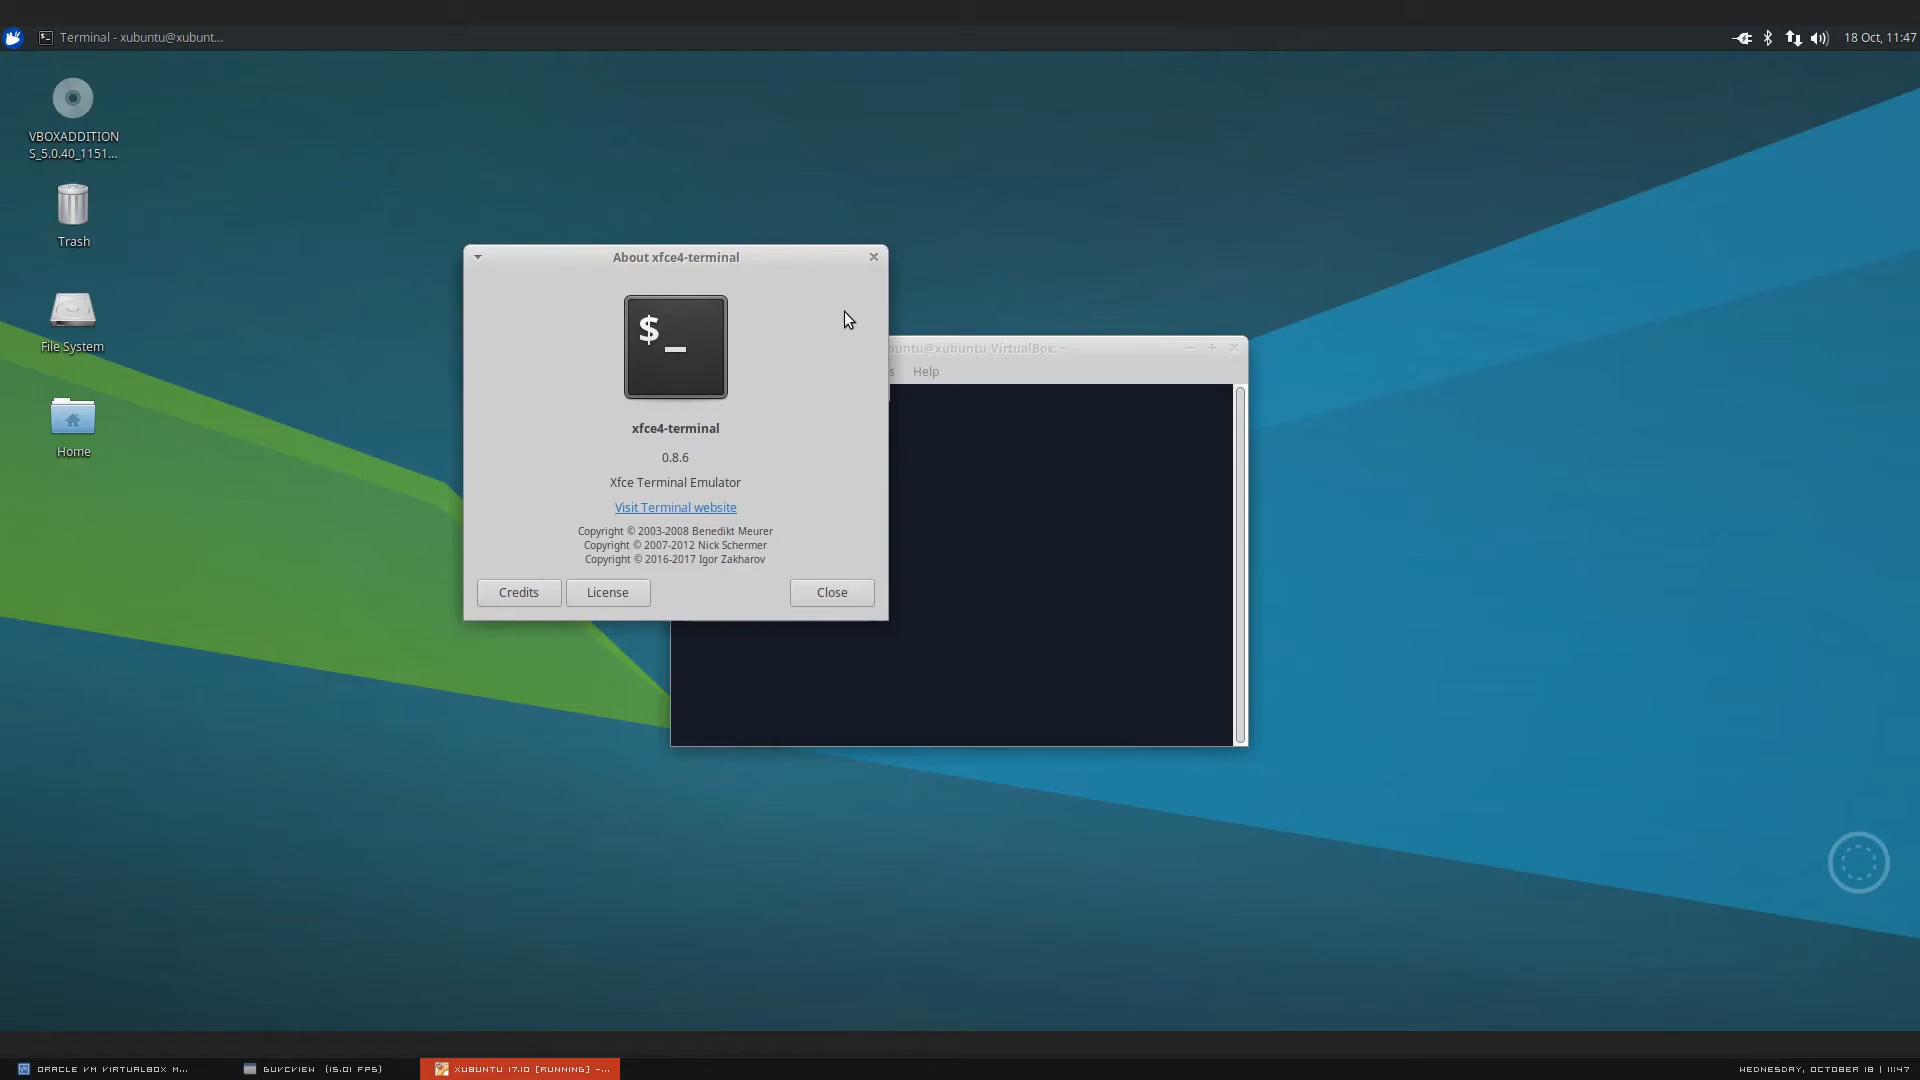 Terminal - xubuntu@xubunt...
18 Oct, 11:47
VBOXADDITION
S_5.0.40_1151...
Trash
File System
Home
About xfce4-terminal
$_
xfce4-terminal
0.8.6
Xfce Terminal Emulator
Visit Terminal website
Copyright © 2003-2008 Benedikt Meurer
Copyright © 2007-2012 Nick Schermer
Copyright © 2016-2017 Igor Zakharov
Credits
License
Close
buntu@xubuntu-VirtualBox: ~
s Help
ORACLE VM VIRTUALBOX M...
GUVCVIEW (15.01 FPS)
XUBUNTU 17.10 [RUNNING] -...
WEDNESDAY, OCTOBER 18 | 11:47